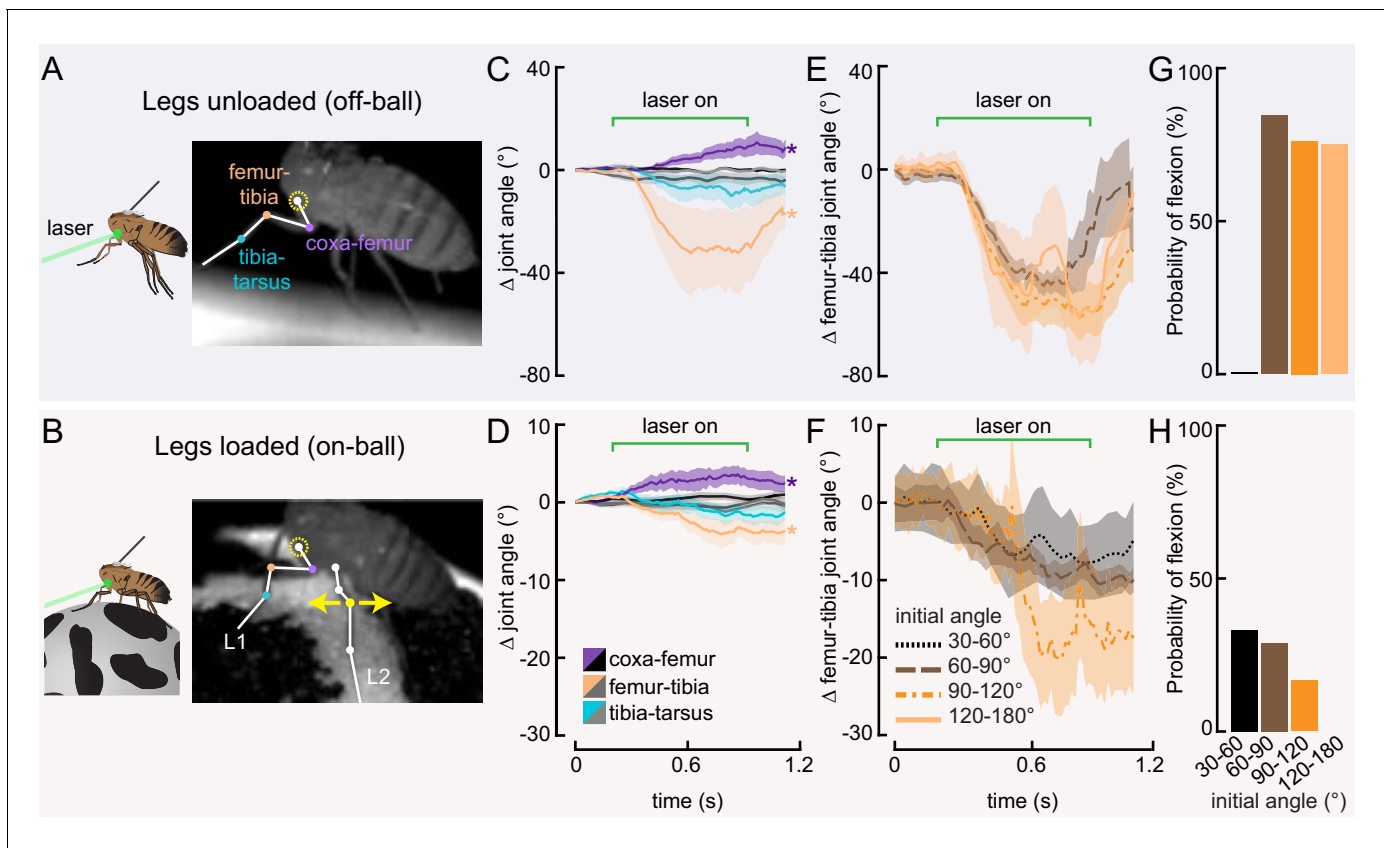 A
Legs unloaded (off-ball)
laser
femur-
tibia
coxa-femur
tibia-
tarsus
C
40
0
-40
-80
Δ joint angle (°)
laser on
*
*
E
40
0
-40
-80
Δ femur-tibia joint angle (°)
laser on
G
100
50
0
Probability of flexion (%)
B
Legs loaded (on-ball)
L1
L2
D
10
0
-10
-20
-30
Δ joint angle (°)
laser on
*
*
coxa-femur
femur-tibia
tibia-tarsus
0
0.6
1.2
time (s)
F
10
0
-10
-20
-30
Δ femur-tibia joint angle (°)
laser on
initial angle
30-60°
60-90°
90-120°
120-180°
0
0.6
1.2
time (s)
H
100
50
0
Probability of flexion (%)
30-60
60-90
90-120
120-180
initial angle (°)